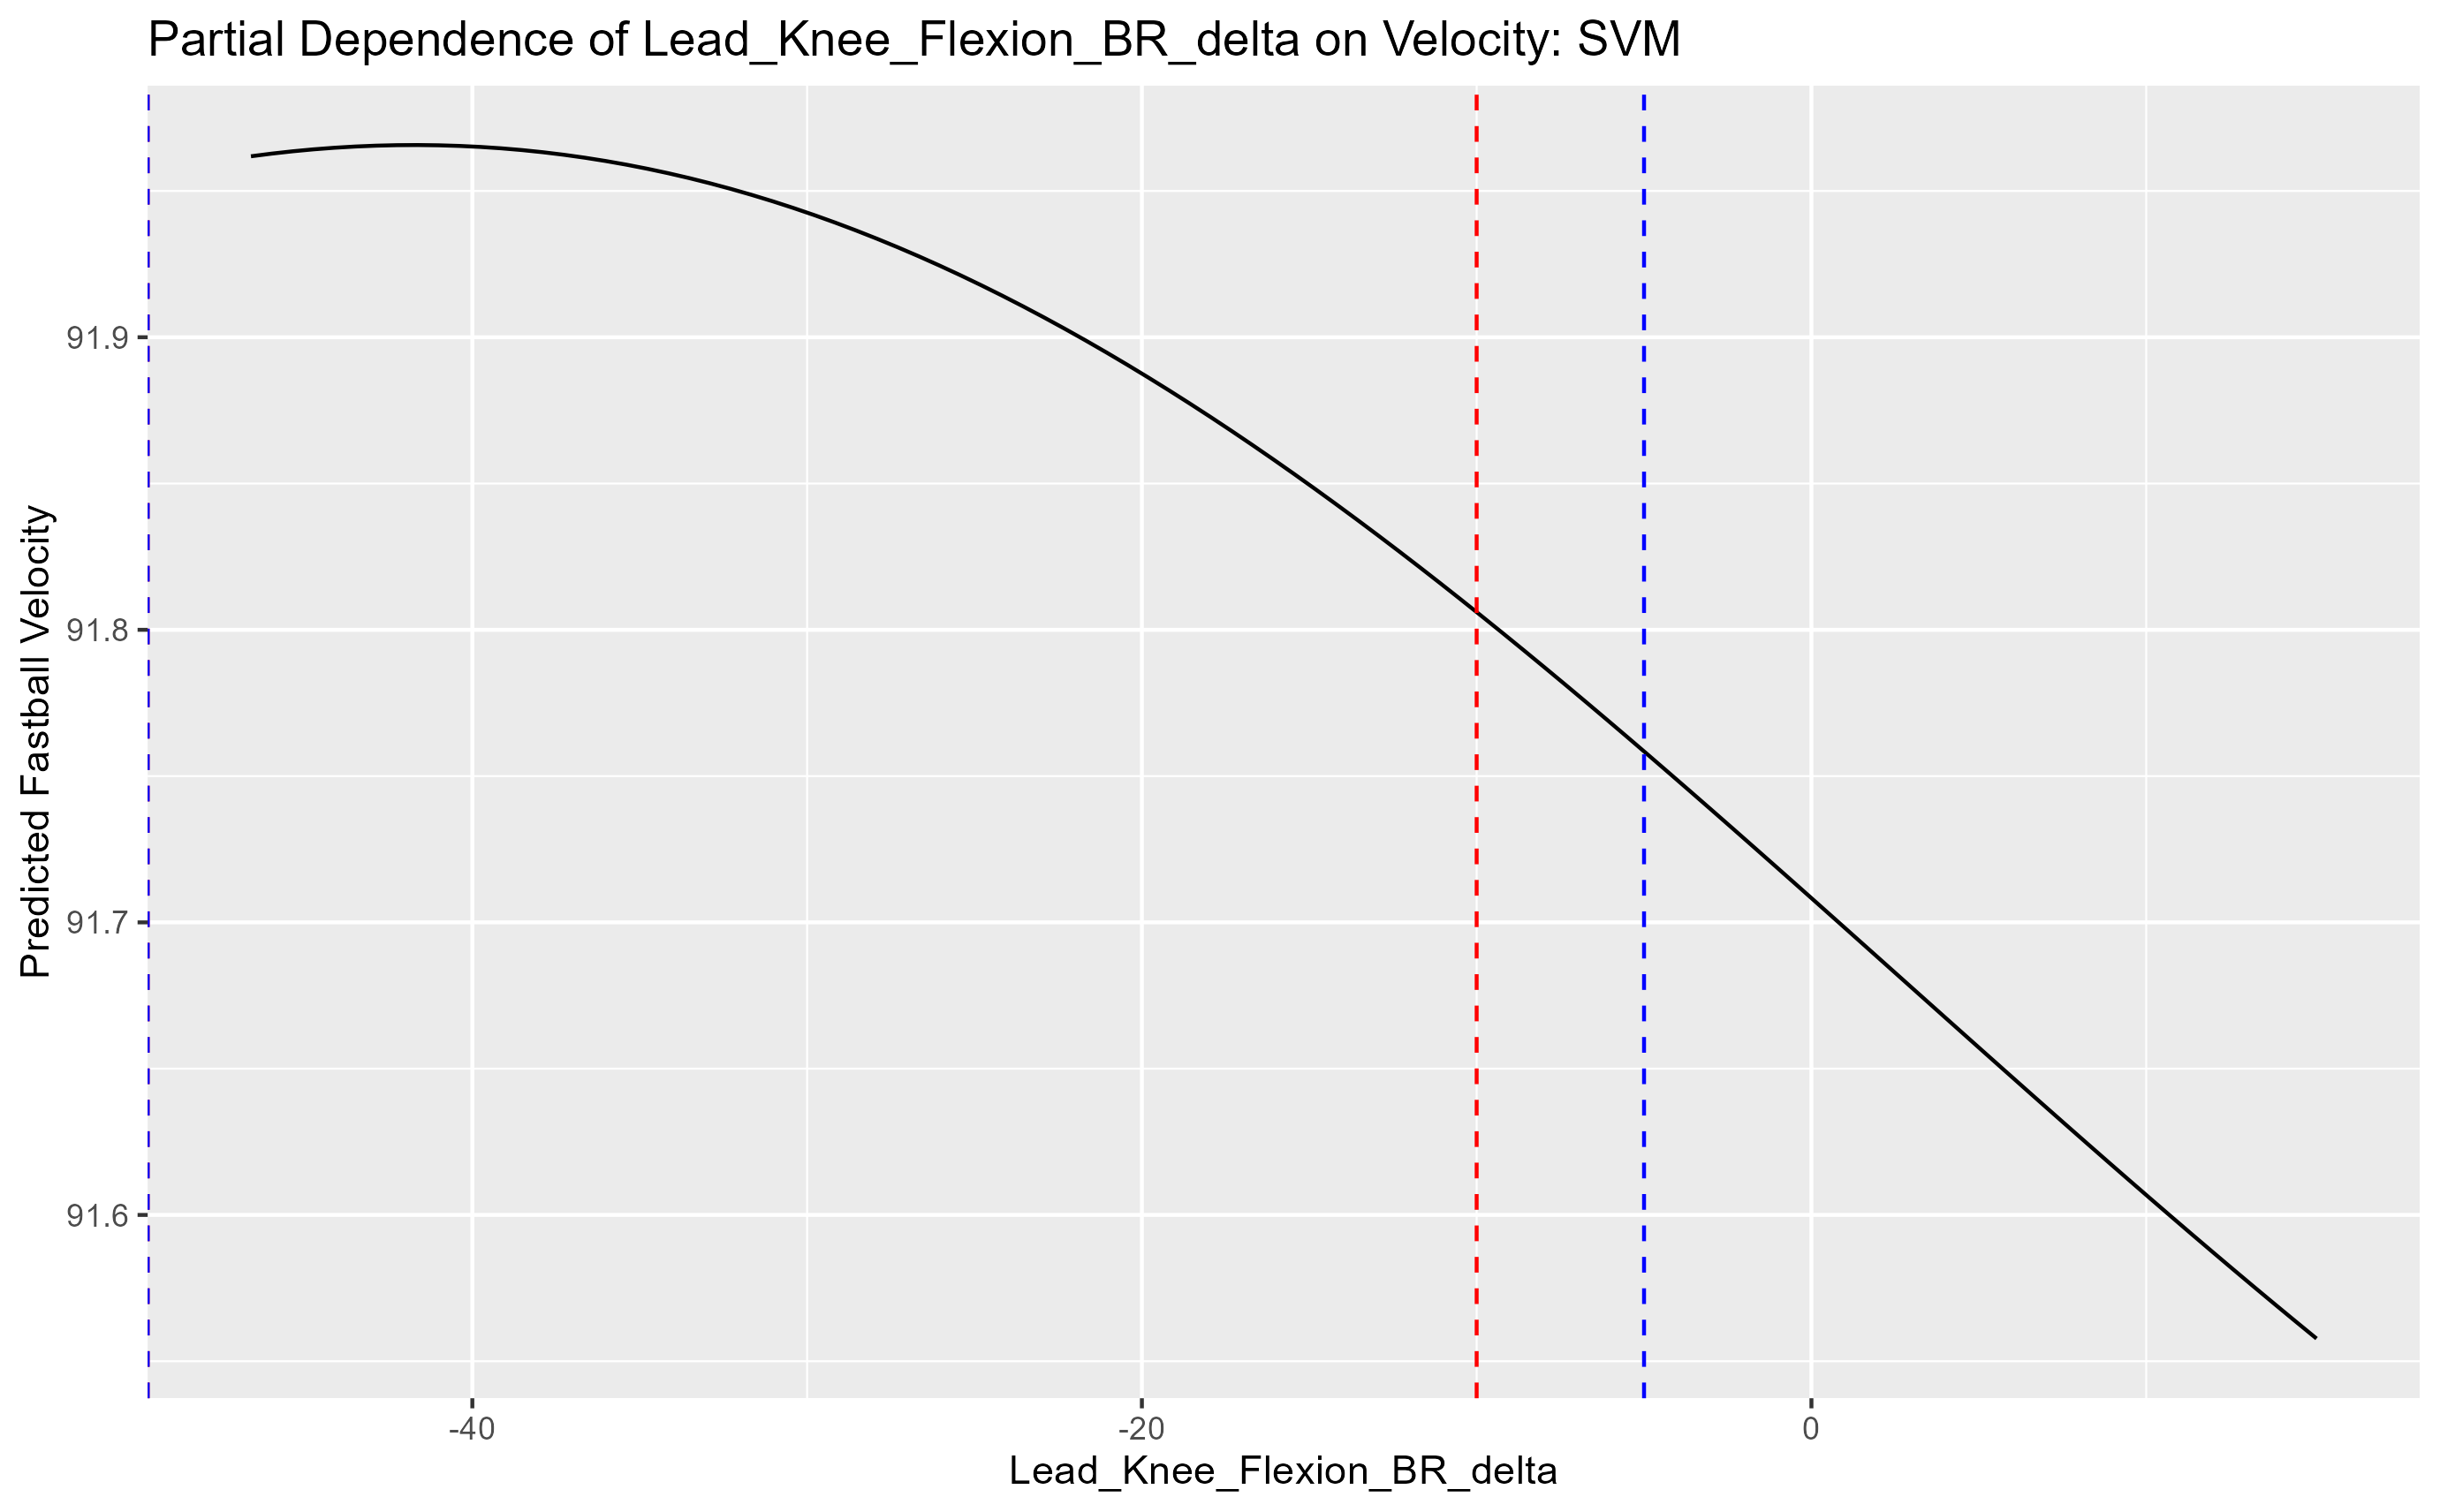 Partial Dependence of Lead_Knee_Flexion_BR_delta on Velocity: SVM
Predicted Fastball Velocity
91.9
91.8
91.7
91.6
-40
-20
0
Lead_Knee_Flexion_BR_delta